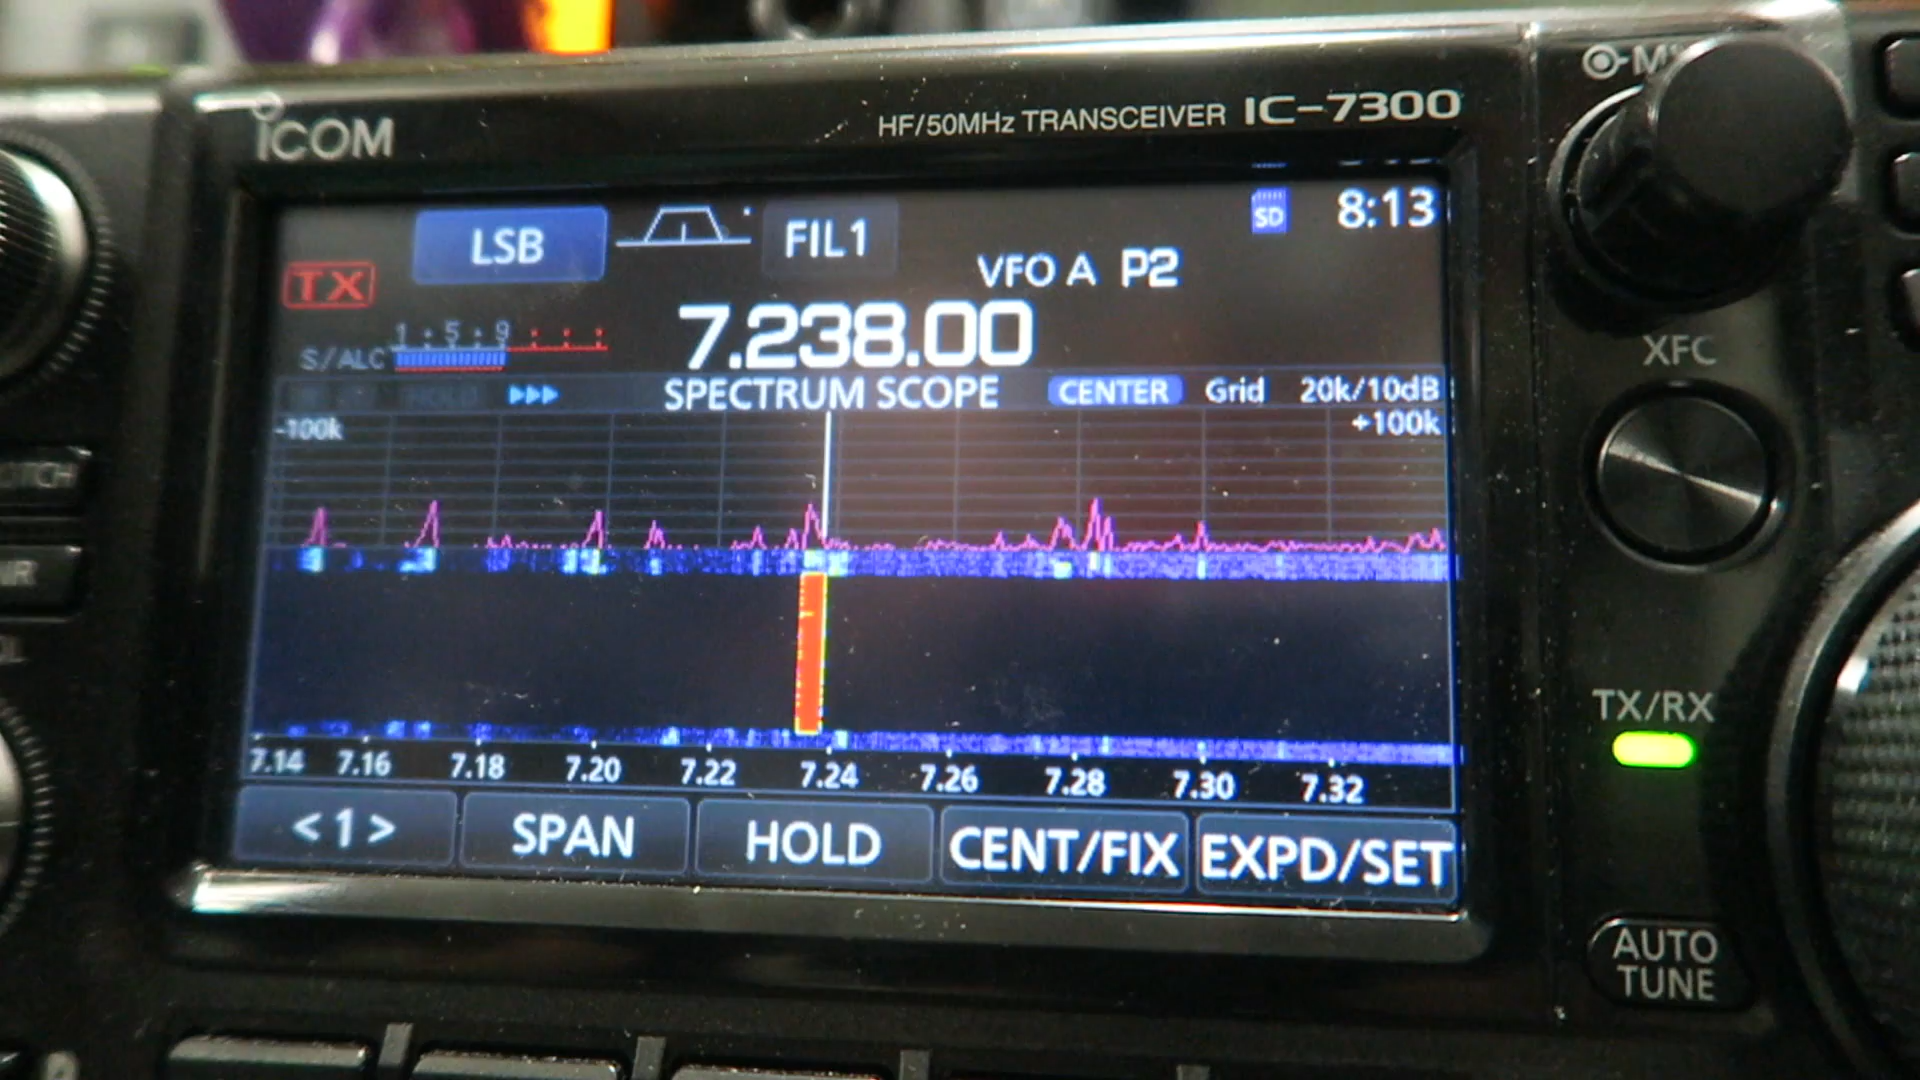 ICOM
HF/50MHz TRANSCEIVER IC-7300
LSB
FIL1
SD
8:13
TX
VFO A P2
1 • 5 • 9
S/ALC
7.238.00
HOLD
SPECTRUM SCOPE CENTER Grid 20k/10dB
-100k
+100k
7.14 7.16 7.18 7.20 7.22 7.24 7.26 7.28 7.30 7.32
<1> SPAN HOLD CENT/FIX EXPD/SET
XFC
TX/RX
AUTO
TUNE